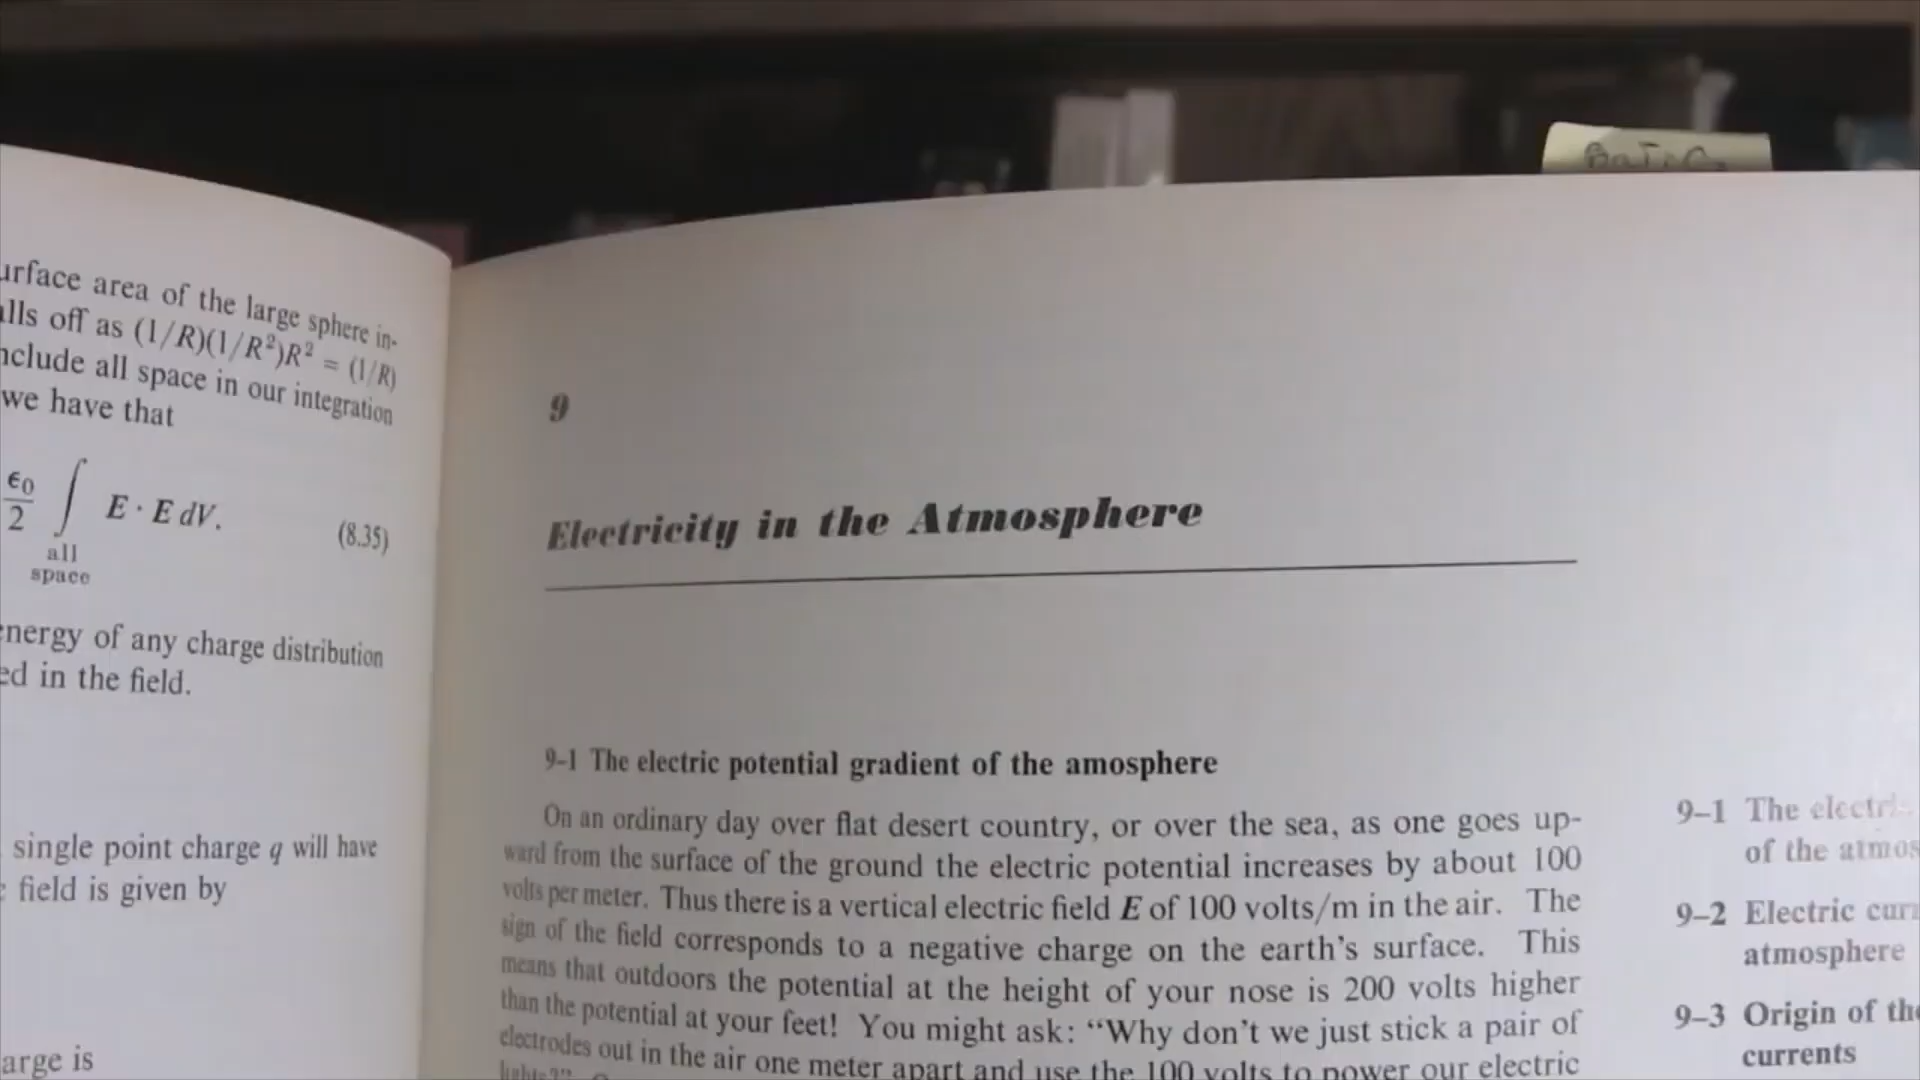 urface area of the large sphere in-
lls off as (1/R)(1/R²)R² = (1/R)
nclude all space in our integration
we have that
ϵ0/2 ∫ all space E · E dV. (8.35)
nergy of any charge distribution
ed in the field.
single point charge q will have
field is given by
arge is
9
Electricity in the Atmosphere
9–1 The electric potential gradient of the amosphere
On an ordinary day over flat desert country, or over the sea, as one goes up-
ward from the surface of the ground the electric potential increases by about 100
volts per meter. Thus there is a vertical electric field E of 100 volts/m in the air. The
sign of the field corresponds to a negative charge on the earth's surface. This
means that outdoors the potential at the height of your nose is 200 volts higher
than the potential at your feet! You might ask: “Why don't we just stick a pair of
electrodes out in the air one meter apart and use the 100 volts to power our electric
9–1 The electri
of the atmos
9–2 Electric cur
atmosphere
9–3 Origin of the
currents